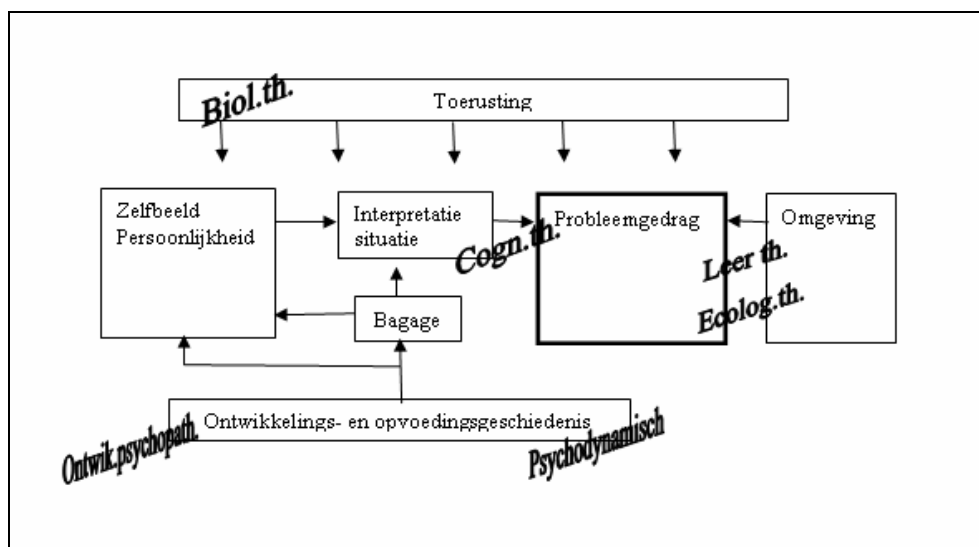 Biol.th.
Toerusting
Zelfbeeld
Persoonlijkheid
Interpretatie
situatie
Cogn.th.
Probleemgedrag
Omgeving
Leer th.
Ecolog.th.
Bagage
Ontwikkelings- en opvoedingsgeschiedenis
Ontwik.psychopath.
Psychodynamisch